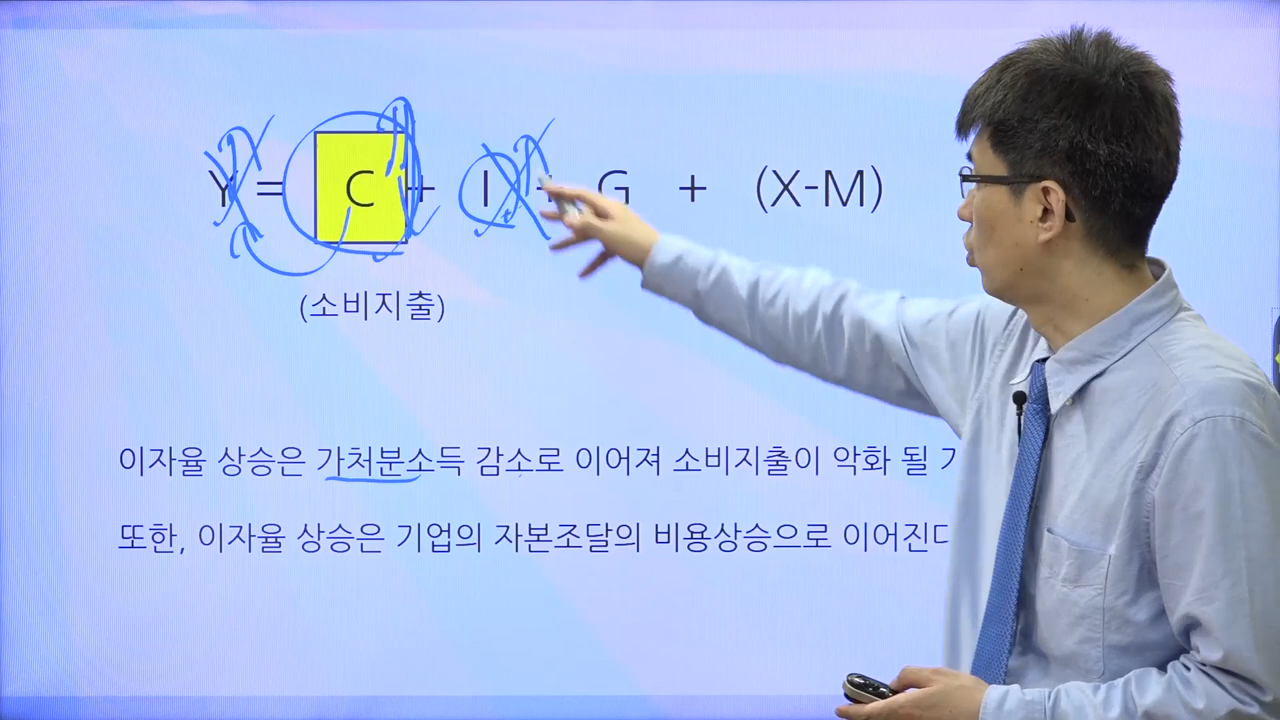 Y = C + I + G + (X-M)
(소비지출)
이자율 상승은 가처분소득 감소로 이어져 소비지출이 악화 될
또한, 이자율 상승은 기업의 자본조달의 비용상승으로 이어진다